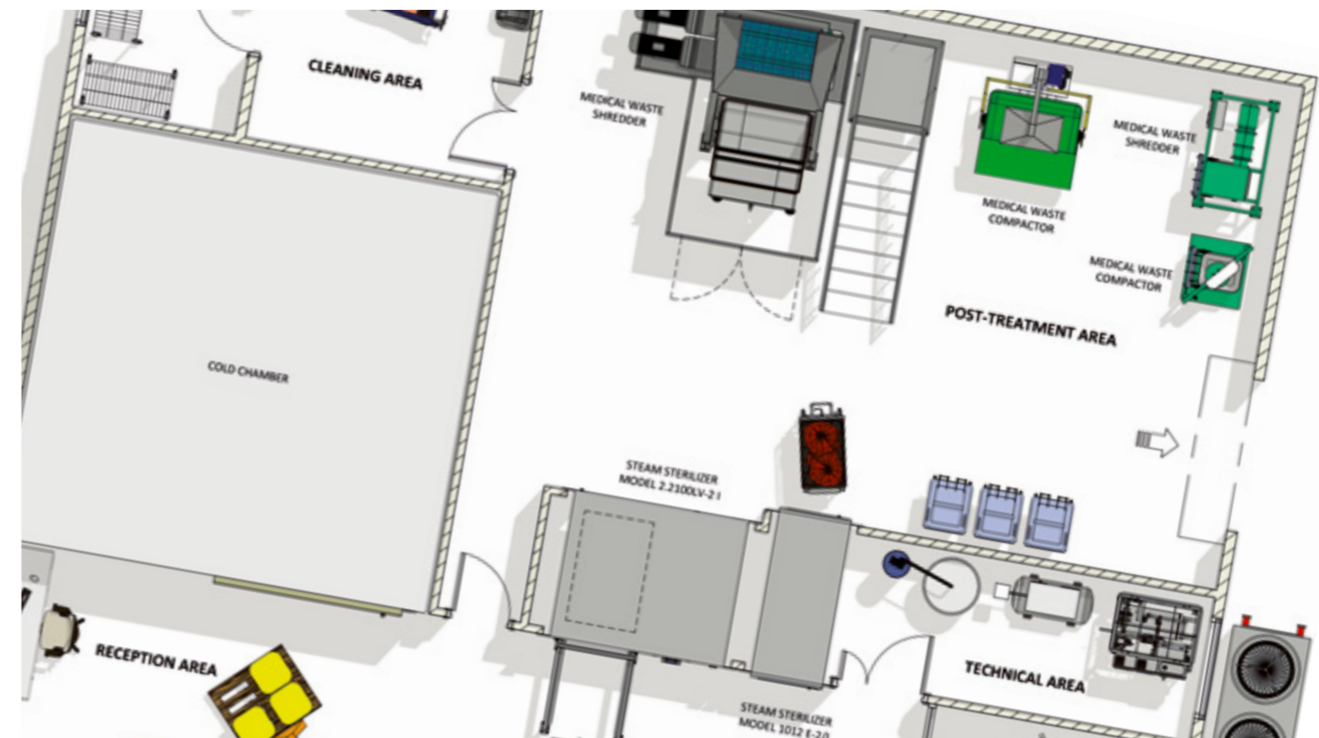 CLEANING AREA
MEDICAL WASTE
SHREDDER
MEDICAL WASTE
SHREDDER
MEDICAL WASTE
COMPACTOR
MEDICAL WASTE
COMPACTOR
POST-TREATMENT AREA
COLD CHAMBER
STEAM STERILIZER
MODEL 2.2100LV-2 I
RECEPTION AREA
TECHNICAL AREA
STEAM STERILIZER
MODEL 1012 E-2.0